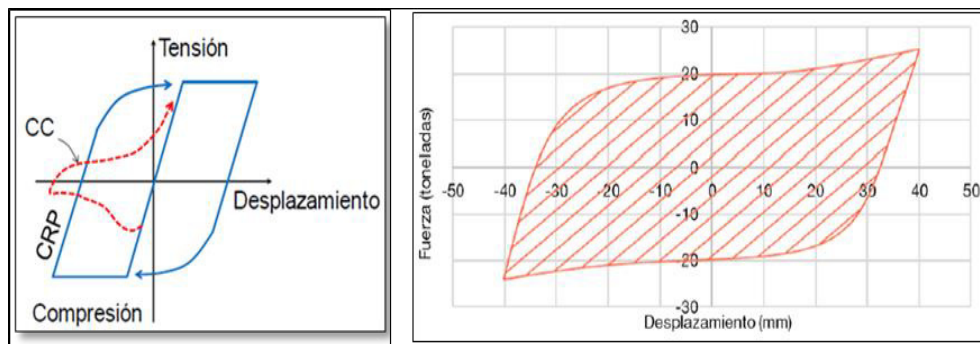 Tensión
CC
Desplazamiento
CRP
Compresión
30
20
10
0
-50 -40 -30 -20 -10 0 10 20 30 40 50
-10
-20
-30
Fuerza (toneladas)
Desplazamiento (mm)